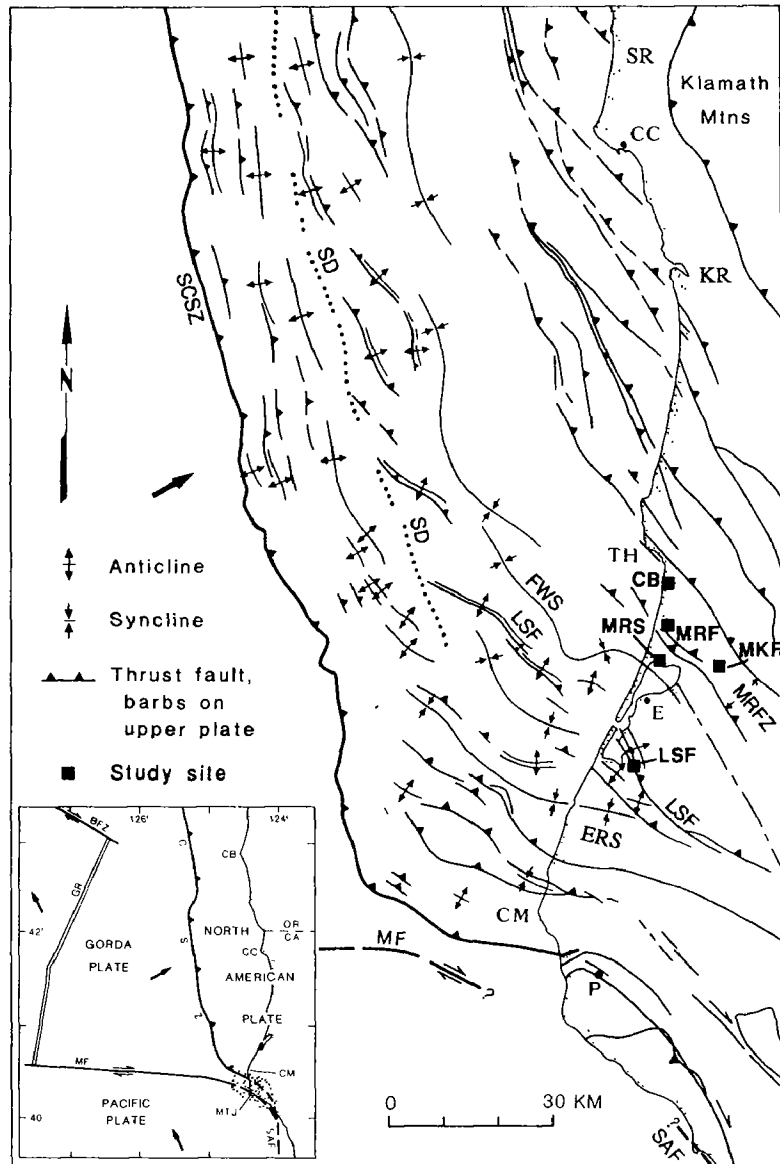 SR
Klamath
Mtns
CC
KR
SD
SCSZ
N
SD
Anticline
Syncline
Thrust fault,
barbs on
upper plate
Study site
FWS
LSF
TH
CB
MRS
MRF
MKF
MRFZ
E
LSF
LSF
ERS
CM
MF
?
P
0 30 KM
?
SAF
126°
124°
BFZ
GR
CB
C
S
Z
NORTH
OR
CA
42°
CC
GORDA
PLATE
AMERICAN
PLATE
MF
CM
MTJ
40
PACIFIC
PLATE
SAF